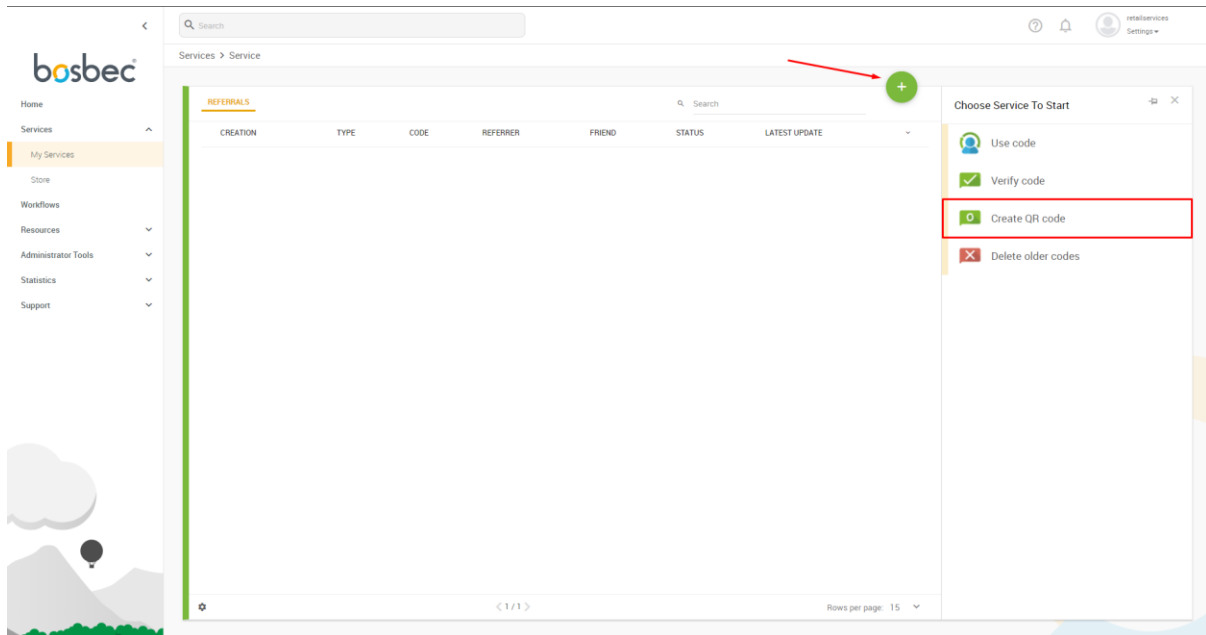 Search
retailservices
Settings
bosbec
Services > Service
Home
Services
My Services
Store
Workflows
Resources
Administrator Tools
Statistics
Support
REFERRALS
Search
+
CREATION TYPE CODE REFERRER FRIEND STATUS LATEST UPDATE
Choose Service To Start
Use code
Verify code
Create QR code
Delete older codes
< 1 / 1 >
Rows per page: 15